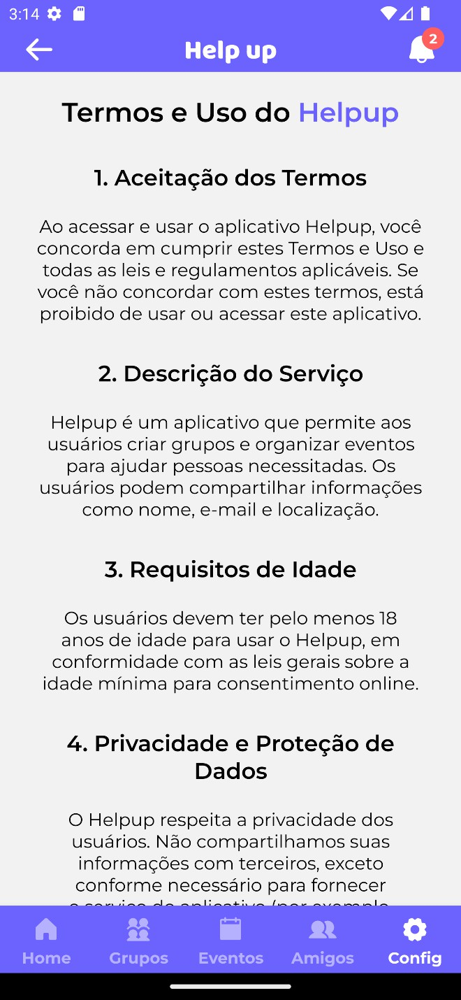 3:14
Help up
2
Termos e Uso do Helpup
1. Aceitação dos Termos
Ao acessar e usar o aplicativo Helpup, você
concorda em cumprir estes Termos e Uso e
todas as leis e regulamentos aplicáveis. Se
você não concordar com estes termos, está
proibido de usar ou acessar este aplicativo.
2. Descrição do Serviço
Helpup é um aplicativo que permite aos
usuários criar grupos e organizar eventos
para ajudar pessoas necessitadas. Os
usuários podem compartilhar informações
como nome, e-mail e localização.
3. Requisitos de Idade
Os usuários devem ter pelo menos 18
anos de idade para usar o Helpup, em
conformidade com as leis gerais sobre a
idade mínima para consentimento online.
4. Privacidade e Proteção de
Dados
O Helpup respeita a privacidade dos
usuários. Não compartilhamos suas
informações com terceiros, exceto
conforme necessário para fornecer
o serviço do aplicativo (por exemplo,
Home
Grupos
Eventos
Amigos
Config